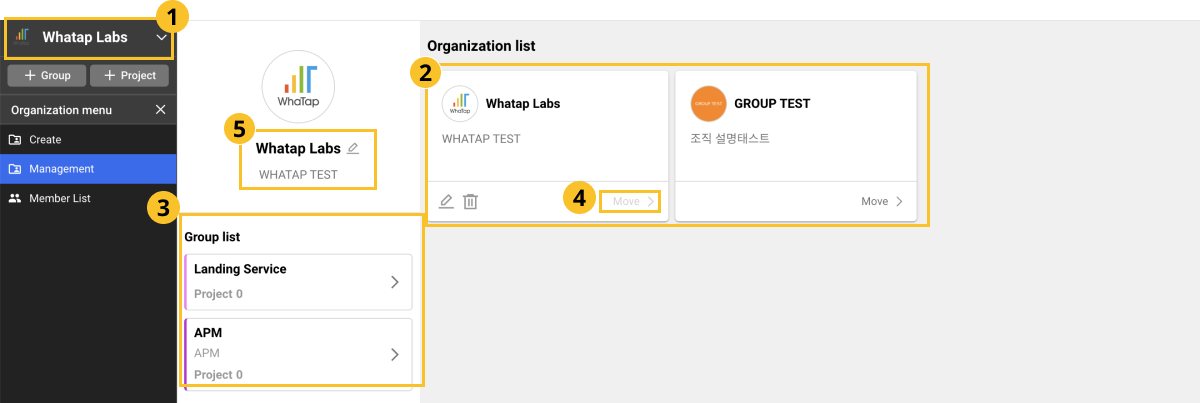 1
Whatap Labs
+ Group
+ Project
Organization menu
Create
Management
Member List
WhaTap
5
Whatap Labs
WHATAP TEST
3
Group list
Landing Service
Project 0
APM
APM
Project 0
Organization list
2
WhaTap
Whatap Labs
WHATAP TEST
4
Move
GROUP TEST
GROUP TEST
조직 설명태스트
Move